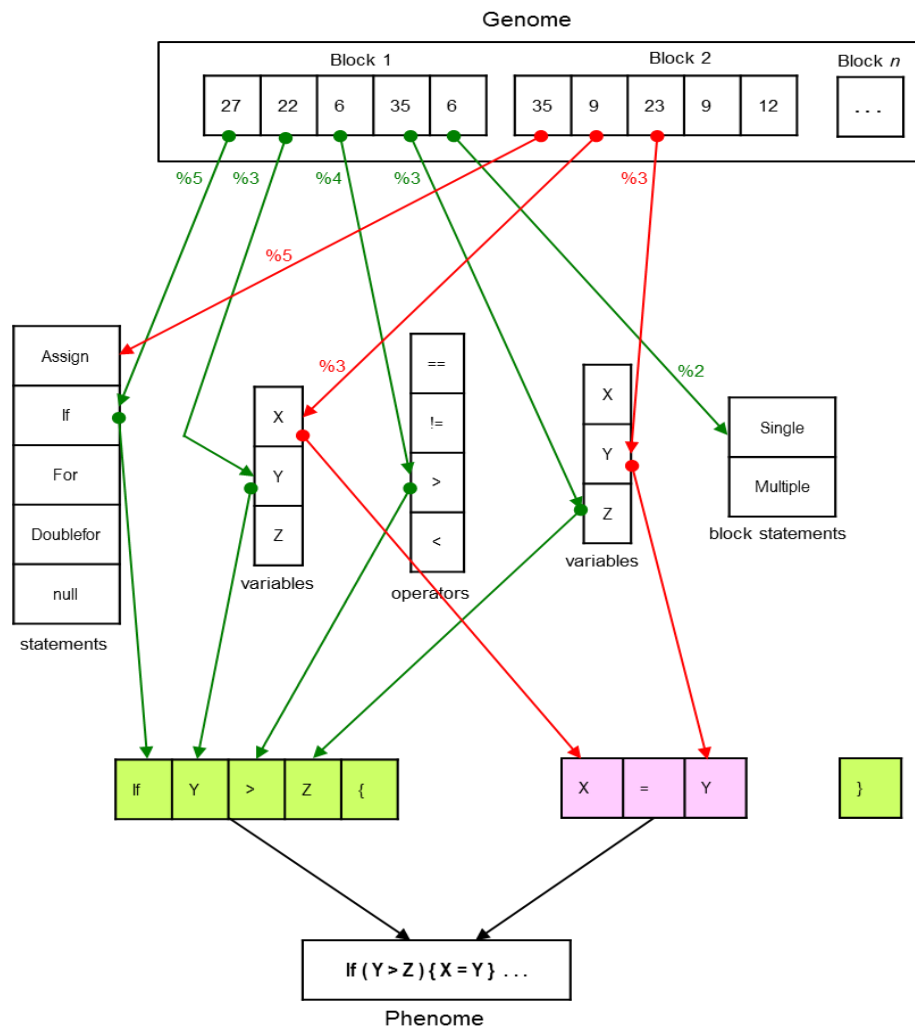 Genome
Block 1
Block 2
Block n
27 22 6 35 6
35 9 23 9 12
. . .
%5 %3 %4 %3 %3
%5
%3
%2
Assign
If
For
Doublefor
null
statements
X
Y
Z
variables
==
!=
>
<
operators
X
Y
Z
variables
Single
Multiple
block statements
If Y > Z {
X = Y
}
If ( Y > Z ) { X = Y } . . .
Phenome